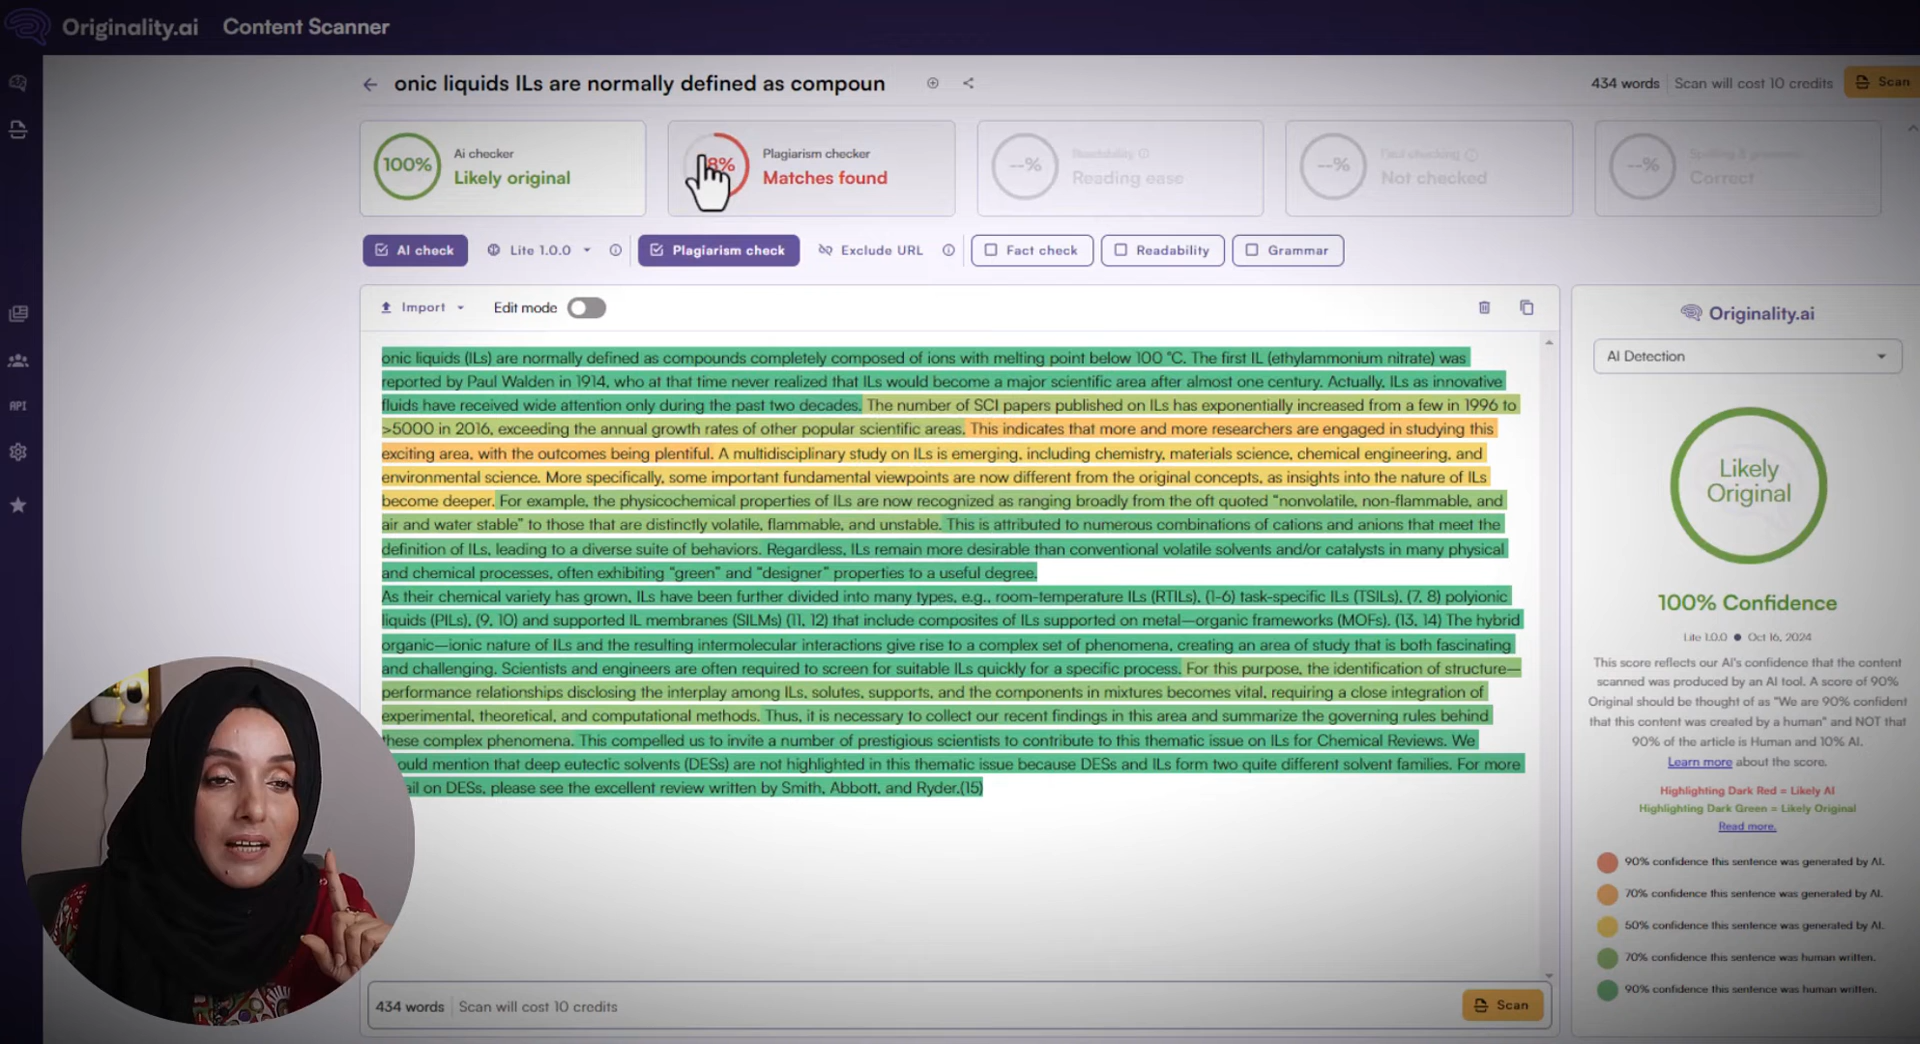 Originality.ai Content Scanner
onic liquids ILs are normally defined as compoun
434 words Scan will cost 10 credits Scan
100% Ai checker Likely original
8% Plagiarism checker Matches found
--% Readability Reading ease
--% Fact checking Not checked
--% Spelling & grammar Correct
AI check Lite 1.0.0 Plagiarism check Exclude URL Fact check Readability Grammar
API
Import Edit mode
onic liquids (ILs) are normally defined as compounds completely composed of ions with melting point below 100 °C. The first IL (ethylammonium nitrate) was
reported by Paul Walden in 1914, who at that time never realized that ILs would become a major scientific area after almost one century. Actually, ILs as innovative
fluids have received wide attention only during the past two decades. The number of SCI papers published on ILs has exponentially increased from a few in 1996 to
>5000 in 2016, exceeding the annual growth rates of other popular scientific areas. This indicates that more and more researchers are engaged in studying this
exciting area, with the outcomes being plentiful. A multidisciplinary study on ILs is emerging, including chemistry, materials science, chemical engineering, and
environmental science. More specifically, some important fundamental viewpoints are now different from the original concepts, as insights into the nature of ILs
become deeper. For example, the physicochemical properties of ILs are now recognized as ranging broadly from the oft quoted “nonvolatile, non-flammable, and
air and water stable” to those that are distinctly volatile, flammable, and unstable. This is attributed to numerous combinations of cations and anions that meet the
definition of ILs, leading to a diverse suite of behaviors. Regardless, ILs remain more desirable than conventional volatile solvents and/or catalysts in many physical
and chemical processes, often exhibiting “green” and “designer” properties to a useful degree.
As their chemical variety has grown, ILs have been further divided into many types, e.g., room-temperature ILs (RTILs), (1-6) task-specific ILs (TSILs), (7, 8) polyionic
liquids (PILs), (9, 10) and supported IL membranes (SILMs) (11, 12) that include composites of ILs supported on metal–organic frameworks (MOFs). (13, 14) The hybrid
organic–ionic nature of ILs and the resulting intermolecular interactions give rise to a complex set of phenomena, creating an area of study that is both fascinating
and challenging. Scientists and engineers are often required to screen for suitable ILs quickly for a specific process. For this purpose, the identification of structure–
performance relationships disclosing the interplay among ILs, solutes, supports, and the components in mixtures becomes vital, requiring a close integration of
experimental, theoretical, and computational methods. Thus, it is necessary to collect our recent findings in this area and summarize the governing rules behind
these complex phenomena. This compelled us to invite a number of prestigious scientists to contribute to this thematic issue on ILs for Chemical Reviews. We
ould mention that deep eutectic solvents (DESs) are not highlighted in this thematic issue because DESs and ILs form two quite different solvent families. For more
ail on DESs, please see the excellent review written by Smith, Abbott, and Ryder.(15)
434 words Scan will cost 10 credits Scan
Originality.ai
AI Detection
Likely
Original
100% Confidence
Lite 1.0.0 ● Oct 16, 2024
This score reflects our AI's confidence that the content
scanned was produced by an AI tool. A score of 90%
Original should be thought of as "We are 90% confident
that this content was created by a human" and NOT that
90% of the article is Human and 10% AI.
Learn more about the score.
Highlighting Dark Red = Likely AI
Highlighting Dark Green = Likely Original
Read more.
90% confidence this sentence was generated by AI.
70% confidence this sentence was generated by AI.
50% confidence this sentence was generated by AI.
70% confidence this sentence was human written.
90% confidence this sentence was human written.